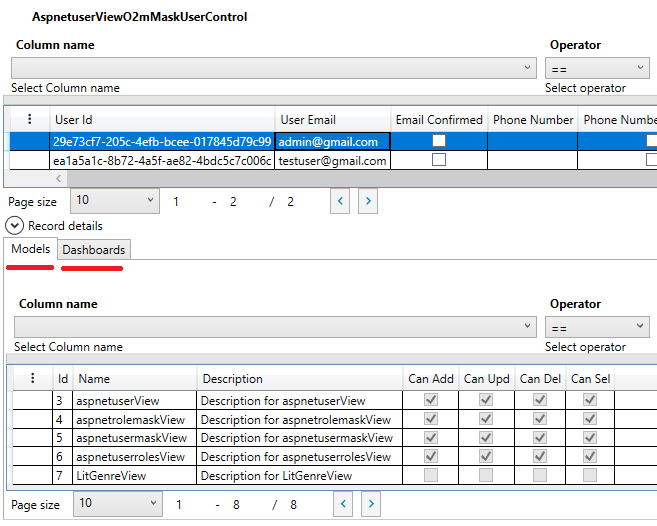 AspnetuserViewO2mMaskUserControl
Column name Operator
==
Select Column name Select operator
User Id User Email Email Confirmed Phone Number Phone Numbe
29e73cf7-205c-4efb-bcee-017845d79c99 admin@gmail.com
ea1a5a1c-8b72-4a5f-ae82-4bdc5c7c006c testuser@gmail.com
Page size 10 1 - 2 / 2 < >
Record details
Models Dashboards
Column name Operator
==
Select Column name Select operator
Id Name Description Can Add Can Upd Can Del Can Sel
3 aspnetuserView Description for aspnetuserView
4 aspnetrolemaskView Description for aspnetrolemaskView
5 aspnetusermaskView Description for aspnetusermaskView
6 aspnetuserrolesView Description for aspnetuserrolesView
7 LitGenreView Description for LitGenreView
Page size 10 1 - 8 / 8 < >